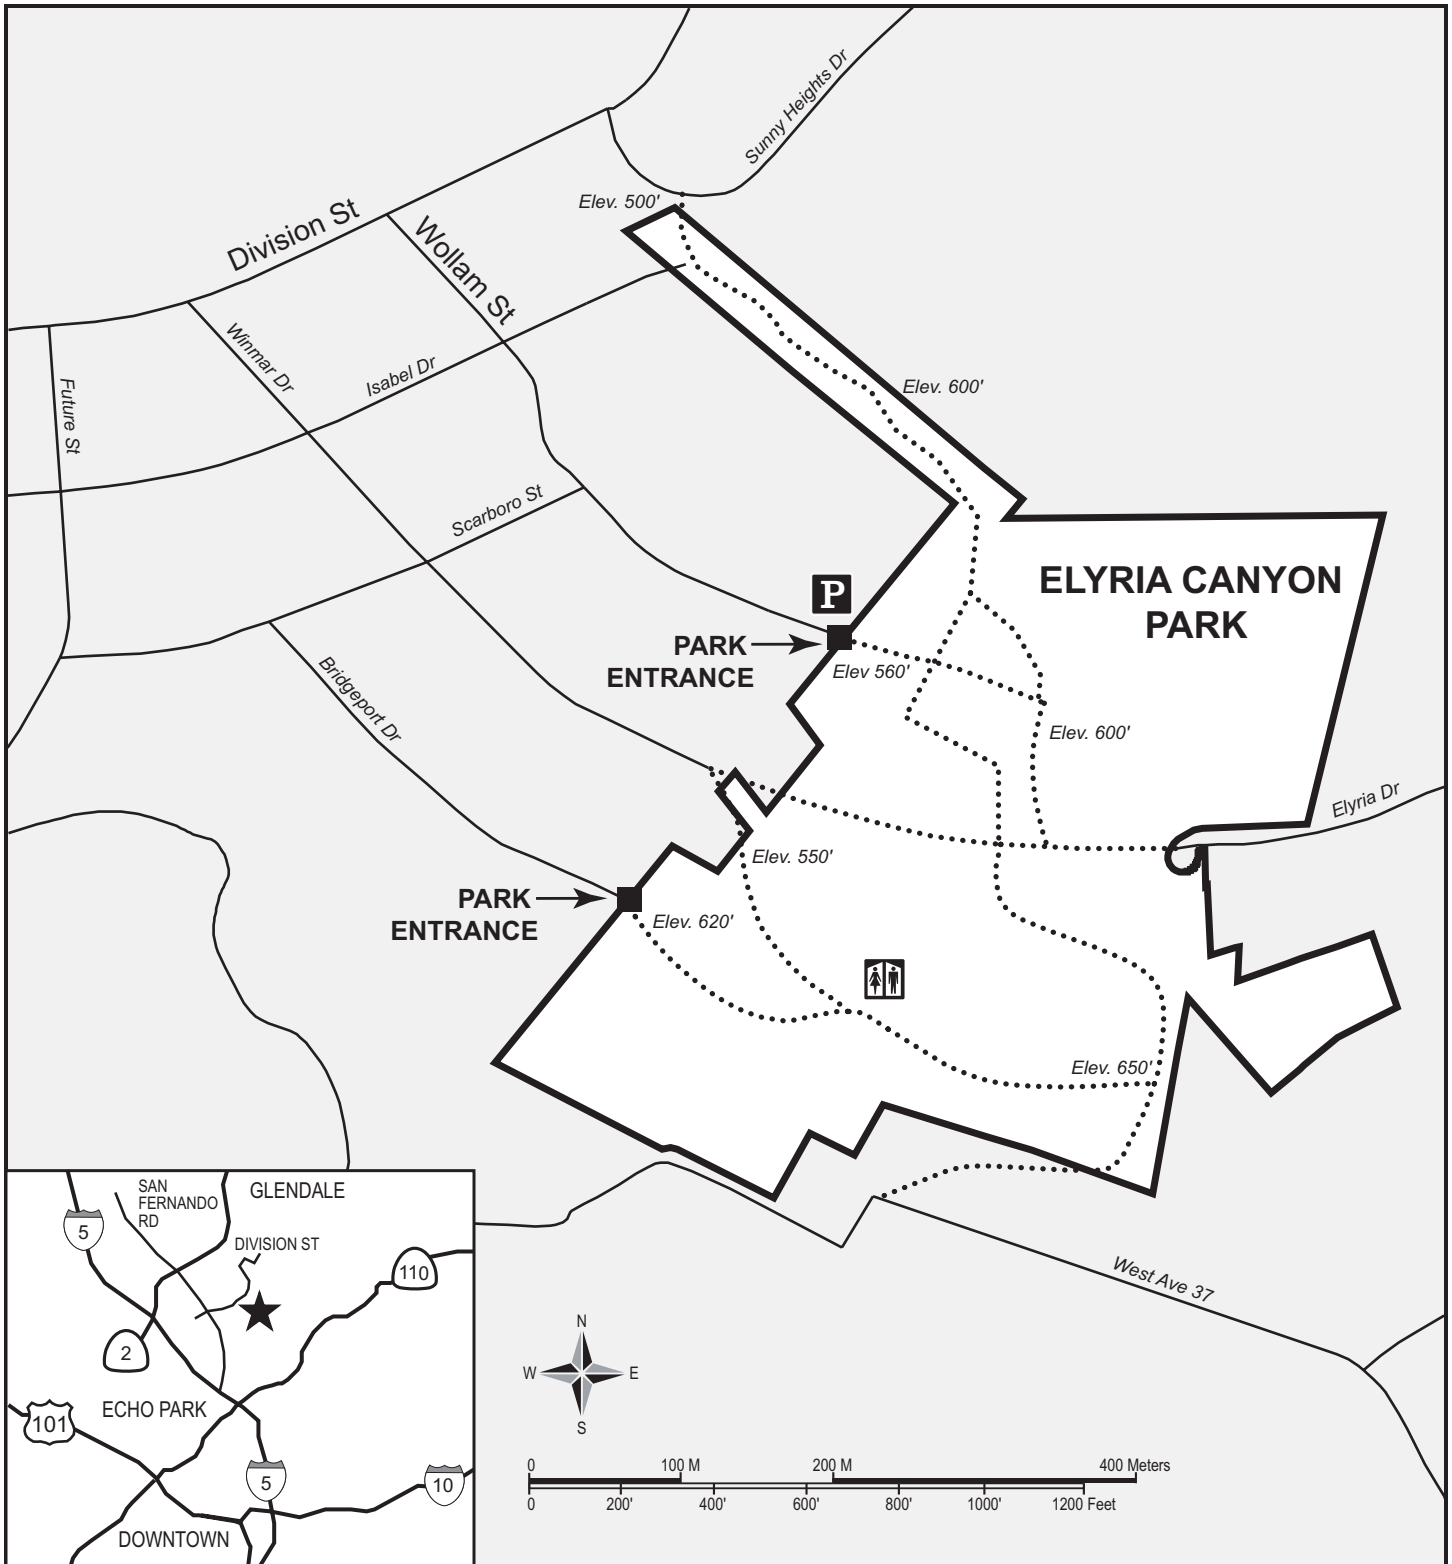 Sunny Heights Dr
Elev. 500'
Division St
Wollam St
Winmar Dr
Isabel Dr
Future St
Elev. 600'
Scarboro St
ELYRIA CANYON
PARK
P
PARK
ENTRANCE
Elev 560'
Bridgeport Dr
Elev. 600'
Elyria Dr
Elev. 550'
PARK
ENTRANCE
Elev. 620'
Elev. 650'
West Ave 37
SAN
FERNANDO
RD
GLENDALE
5
DIVISION ST
110
2
ECHO PARK
101
5
10
DOWNTOWN
N
W
E
S
0
100 M
200 M
400 Meters
0
200'
400'
600'
800'
1000'
1200 Feet